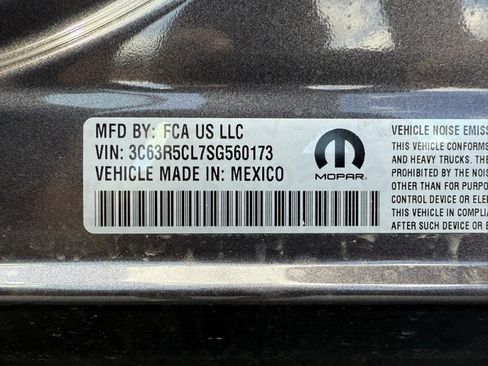 MFD BY: FCA US LLC
VIN: 3C63R5CL7SG560173
VEHICLE MADE IN: MEXICO
MOPAR
VEHICLE NOISE EMISS
THIS VEHICLE CONFORMS
AND HEAVY TRUCKS. THE
PROHIBITED BY THE NOIS
OTHER THAN FOR PURPO
CONTROL DEVICE OR ELE
THIS VEHICLE IN COMPLI
AFTER SUCH DEVICE OR E